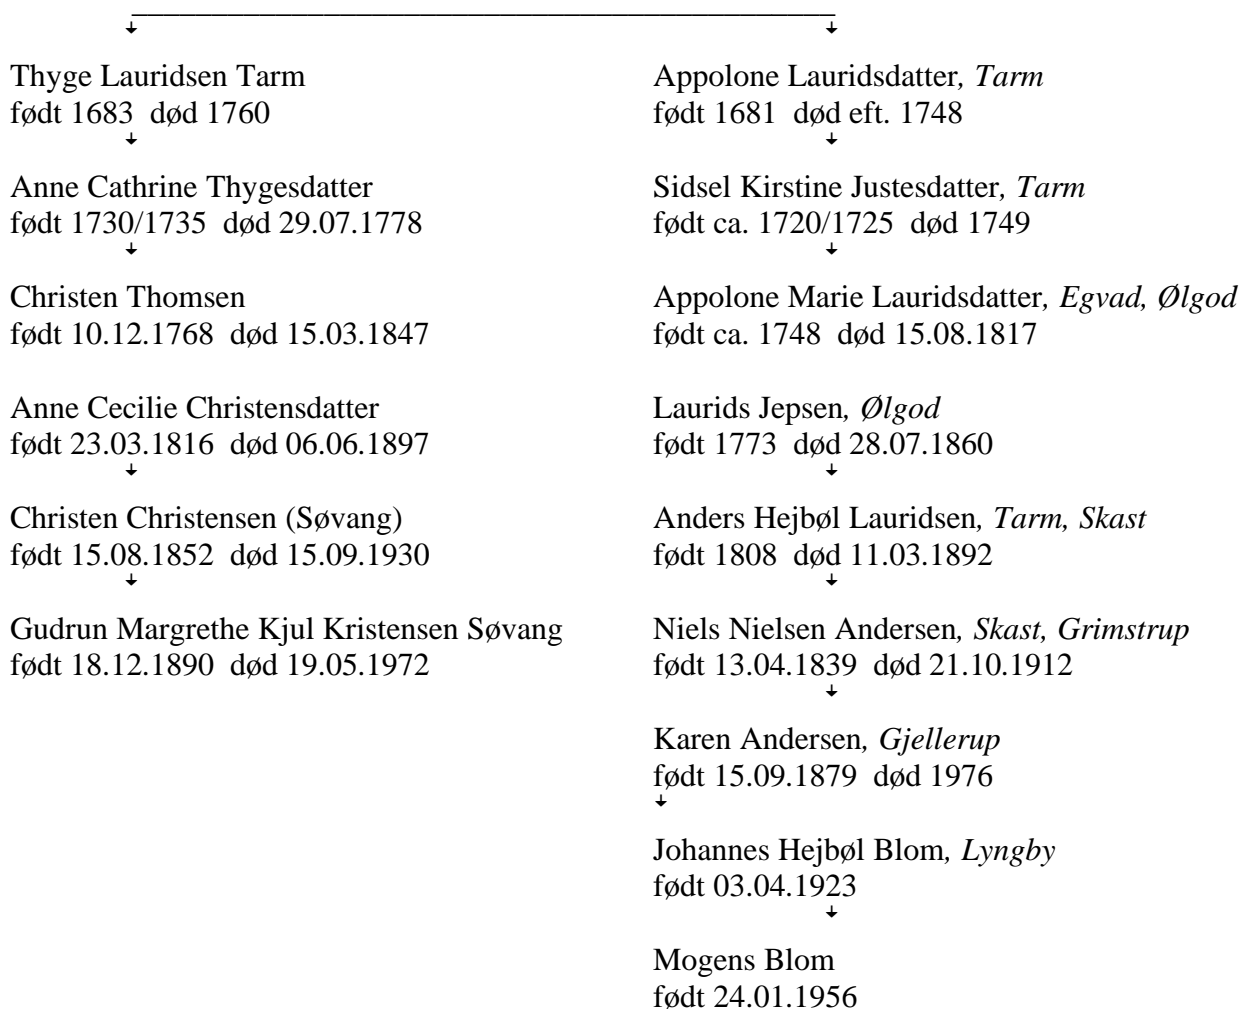 Thyge Lauridsen Tarm
født 1683  død 1760
Anne Cathrine Thygesdatter
født 1730/1735  død 29.07.1778
Christen Thomsen
født 10.12.1768  død 15.03.1847
Anne Cecilie Christensdatter
født 23.03.1816  død 06.06.1897
Christen Christensen (Søvang)
født 15.08.1852  død 15.09.1930
Gudrun Margrethe Kjul Kristensen Søvang
født 18.12.1890  død 19.05.1972
Appolone Lauridsdatter, Tarm
født 1681  død eft. 1748
Sidsel Kirstine Justesdatter, Tarm
født ca. 1720/1725  død 1749
Appolone Marie Lauridsdatter, Egvad, Ølgod
født ca. 1748  død 15.08.1817
Laurids Jepsen, Ølgod
født 1773  død 28.07.1860
Anders Hejbøl Lauridsen, Tarm, Skast
født 1808  død 11.03.1892
Niels Nielsen Andersen, Skast, Grimstrup
født 13.04.1839  død 21.10.1912
Karen Andersen, Gjellerup
født 15.09.1879  død 1976
Johannes Hejbøl Blom, Lyngby
født 03.04.1923
Mogens Blom
født 24.01.1956